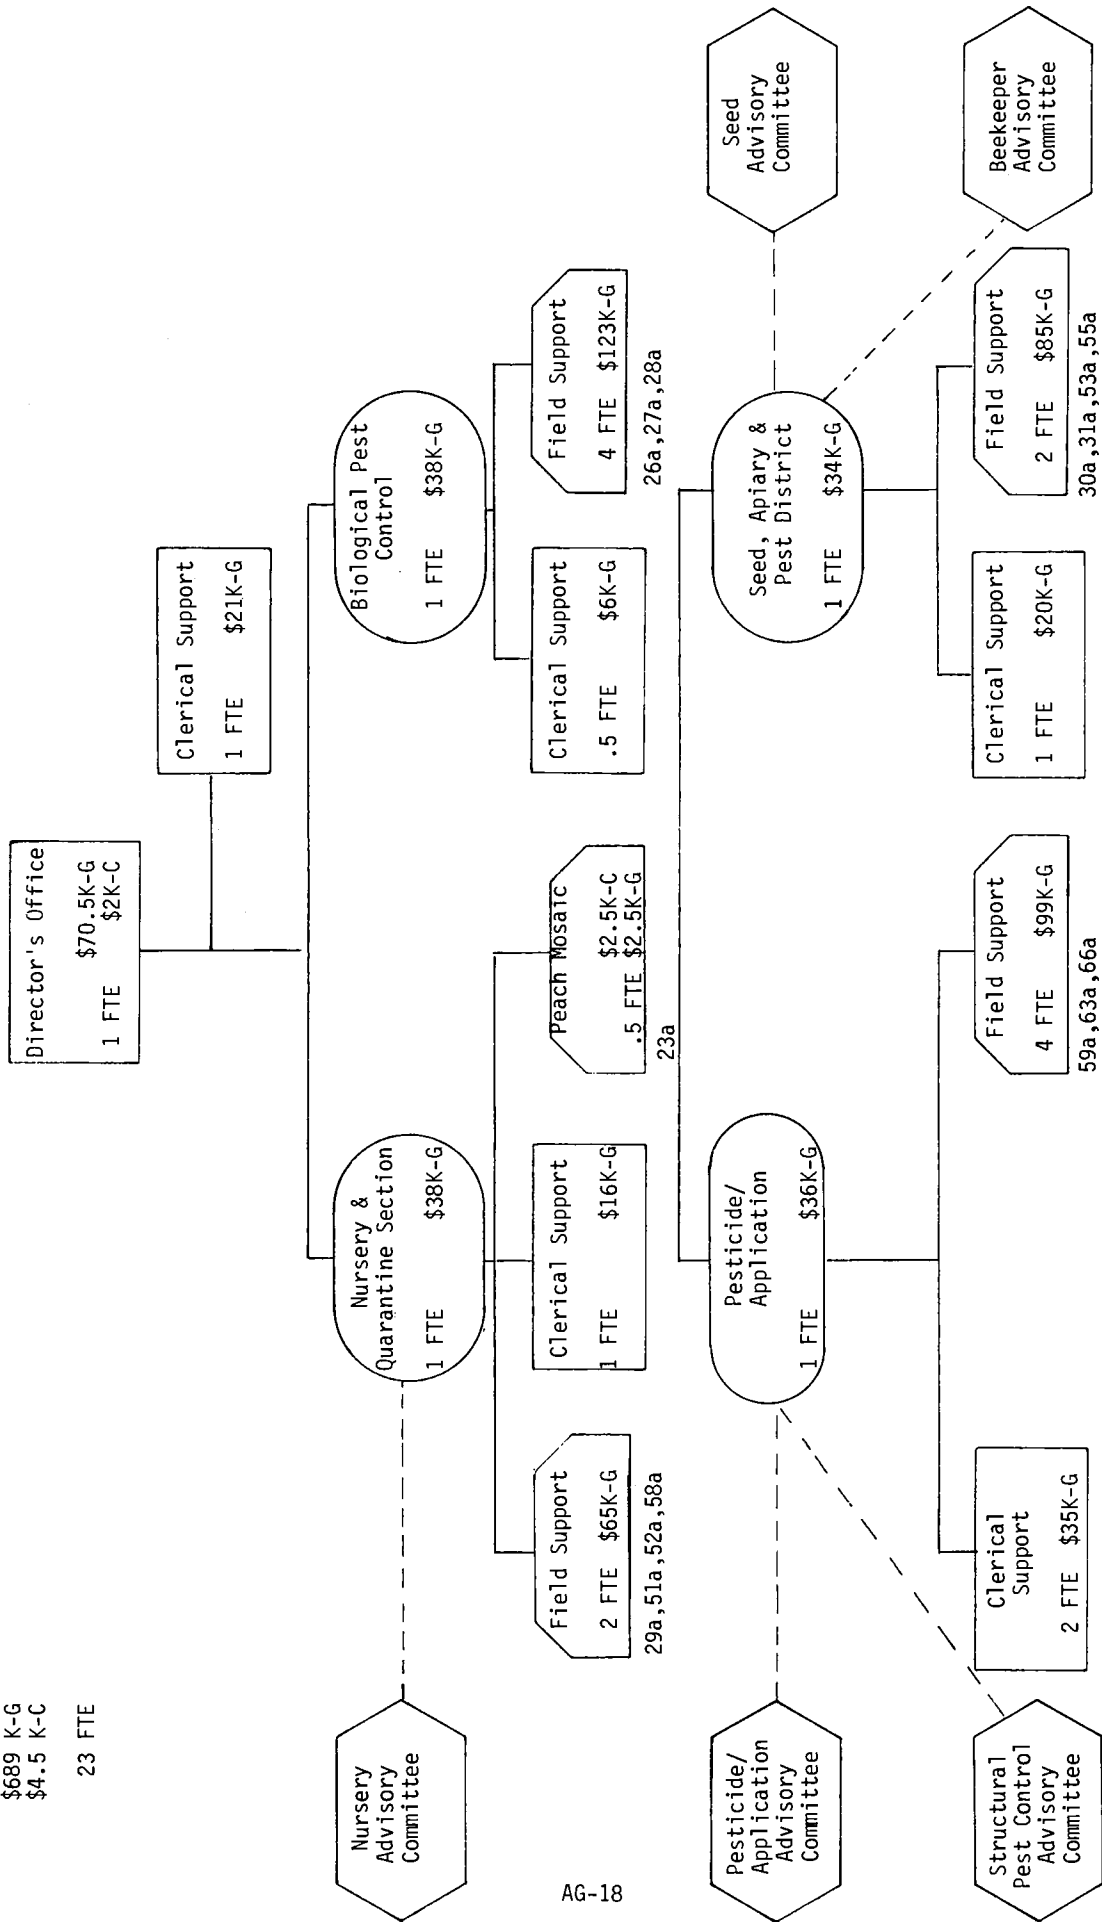 $689 K-G
$4.5 K-C
23 FTE
Director's Office
$70.5K-G
1 FTE $2K-C
Clerical Support
1 FTE $21K-G
Nursery &
Quarantine Section
1 FTE $38K-G
Biological Pest
Control
1 FTE $38K-G
Nursery
Advisory
Committee
Field Support
2 FTE $65K-G
29a,51a,52a,58a
Clerical Support
1 FTE $16K-G
Peach Mosaic
$2.5K-C
.5 FTE $2.5K-G
23a
Clerical Support
.5 FTE $6K-G
Field Support
4 FTE $123K-G
26a,27a,28a
Pesticide/
Application
Advisory
Committee
Pesticide/
Application
1 FTE $36K-G
Seed, Apiary &
Pest District
1 FTE $34K-G
Seed
Advisory
Committee
Structural
Pest Control
Advisory
Committee
Clerical
Support
2 FTE $35K-G
Field Support
4 FTE $99K-G
59a,63a,66a
Clerical Support
1 FTE $20K-G
Field Support
2 FTE $85K-G
30a,31a,53a,55a
Beekeeper
Advisory
Committee
AG-18